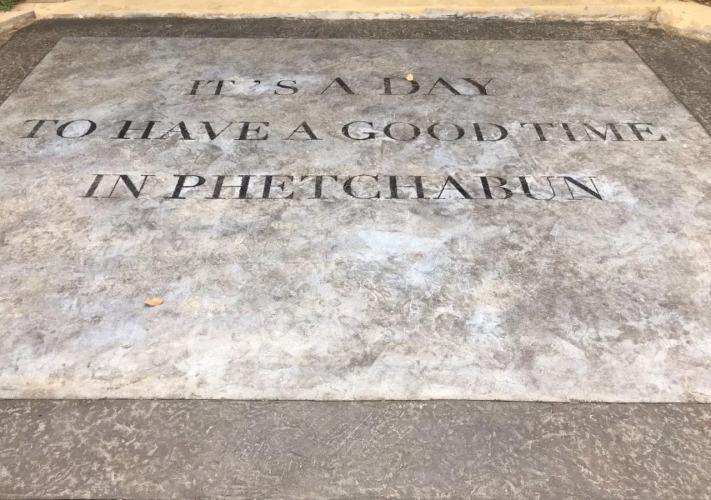 IT'S A DAY
TO HAVE A GOOD TIME
IN PHETCHABUN